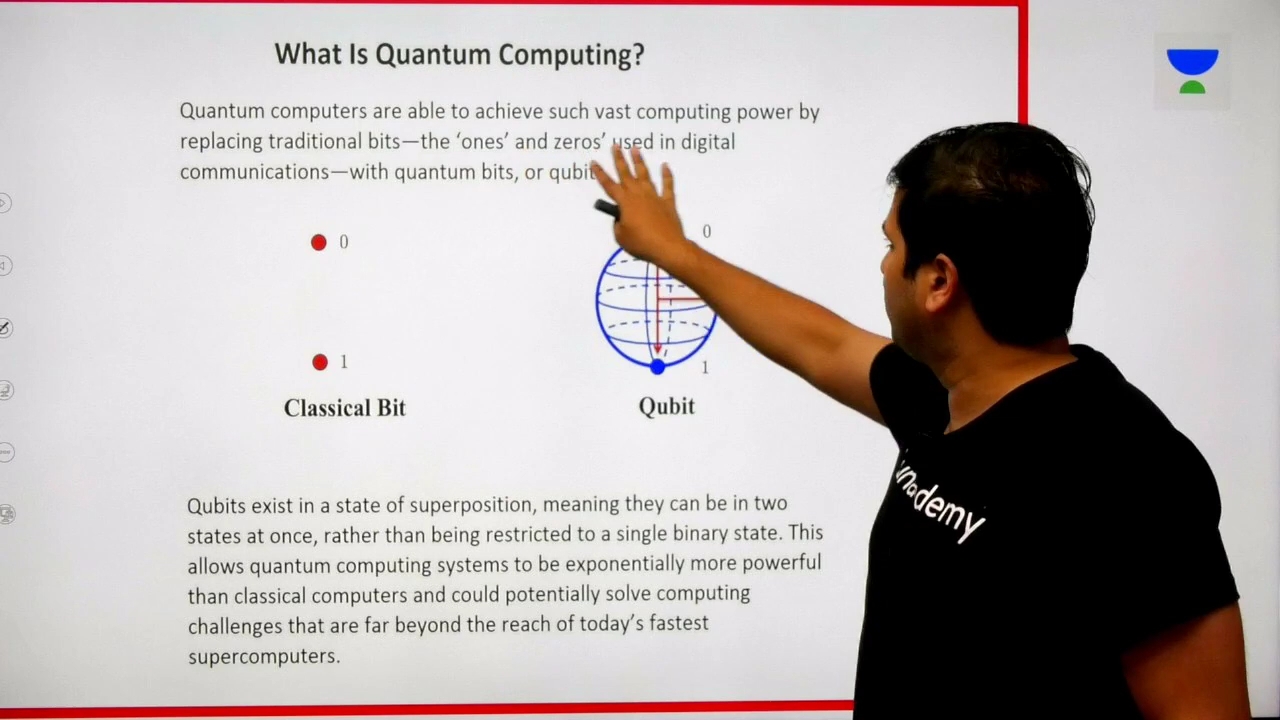 What Is Quantum Computing?
Quantum computers are able to achieve such vast computing power by
replacing traditional bits—the ‘ones’ and zeros’ used in digital
communications—with quantum bits, or qubit
0
0
1
1
Classical Bit
Qubit
Qubits exist in a state of superposition, meaning they can be in two
states at once, rather than being restricted to a single binary state. This
allows quantum computing systems to be exponentially more powerful
than classical computers and could potentially solve computing
challenges that are far beyond the reach of today’s fastest
supercomputers.
unademy